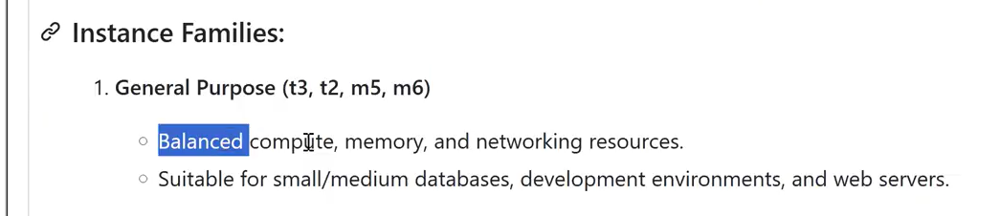 Instance Families:
1. General Purpose (t3, t2, m5, m6)
Balanced compute, memory, and networking resources.
Suitable for small/medium databases, development environments, and web servers.